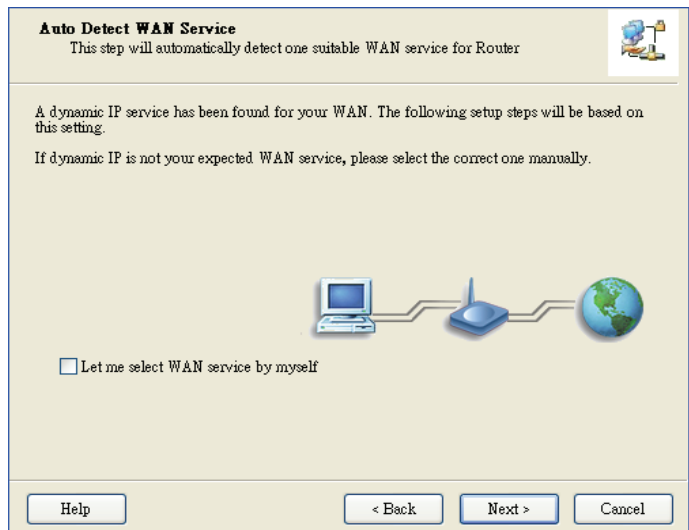 Auto Detect WAN Service
This step will automatically detect one suitable WAN service for Router
A dynamic IP service has been found for your WAN. The following setup steps will be based on
this setting.
If dynamic IP is not your expected WAN service, please select the correct one manually.
Let me select WAN service by myself
Help
< Back
Next >
Cancel